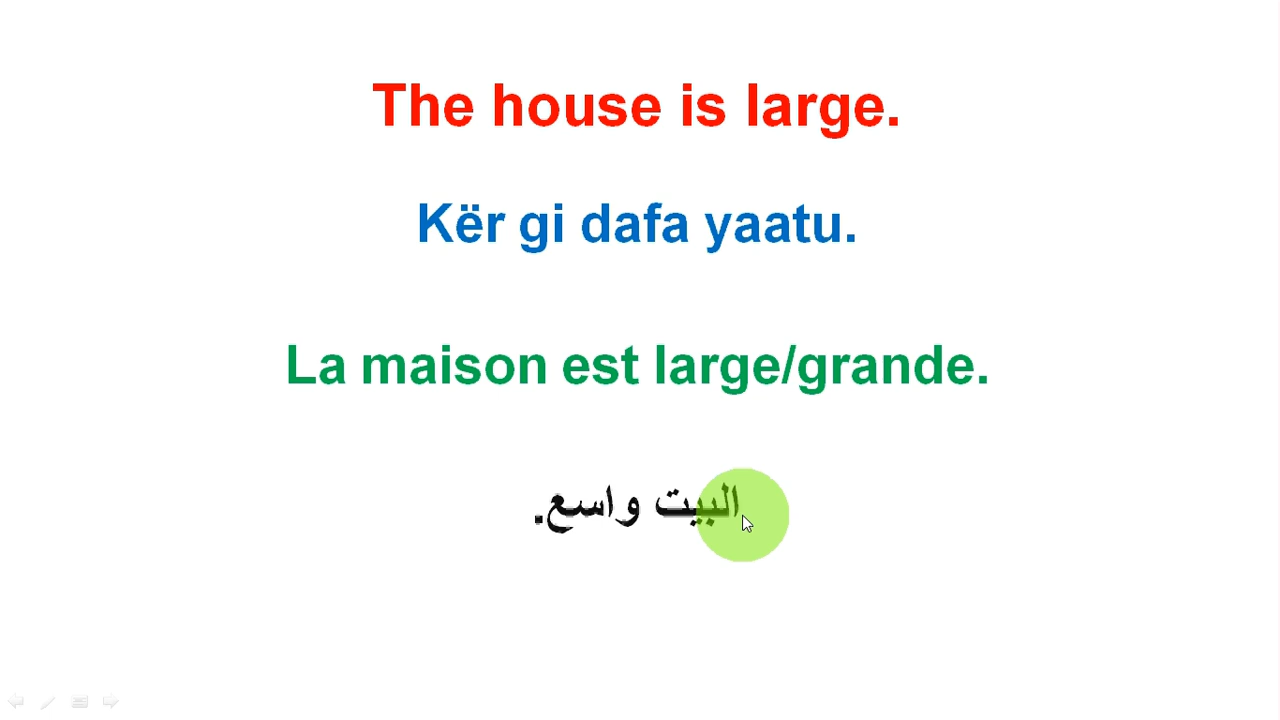 The house is large.
Kër gi dafa yaatu.
La maison est large/grande.
البيت واسع.